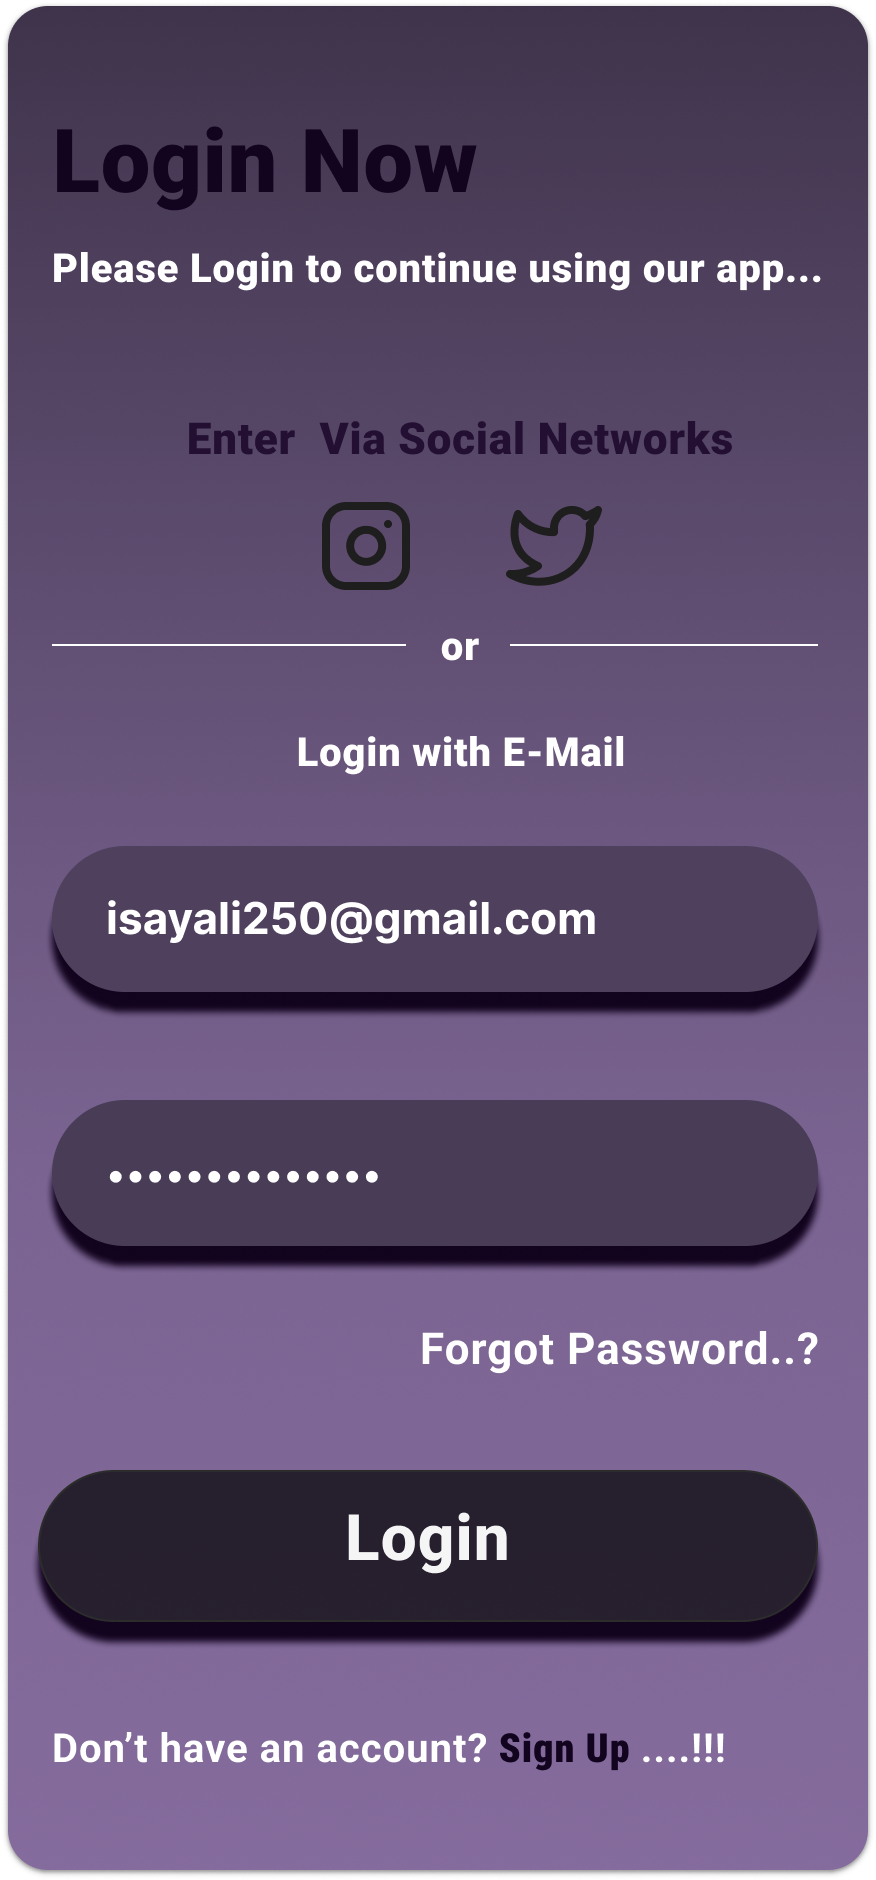 Login Now
Please Login to continue using our app...
Enter  Via Social Networks
or
Login with E-Mail
isayali250@gmail.com
••••••••••••••
Forgot Password..?
Login
Don’t have an account? Sign Up ....!!!